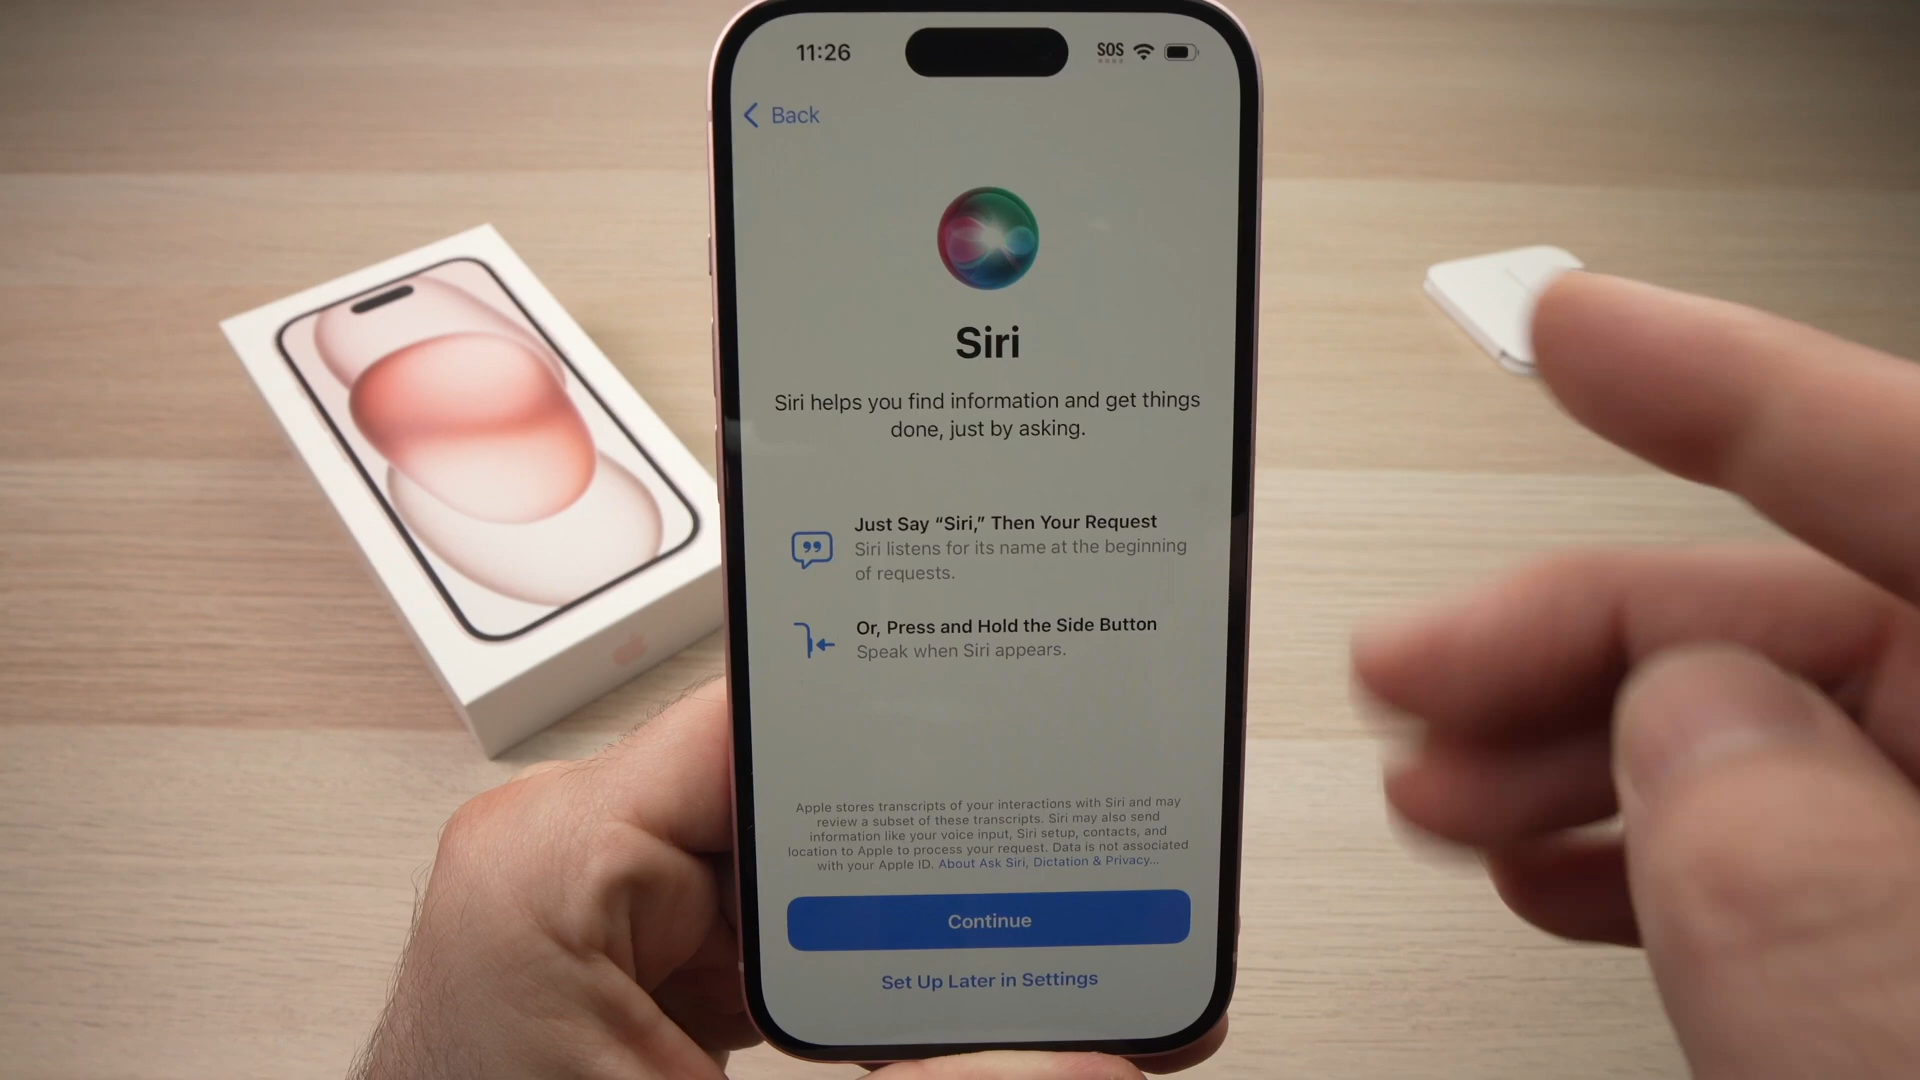 11:26
SOS
Back
Siri
Siri helps you find information and get things
done, just by asking.
Just Say “Siri,” Then Your Request
Siri listens for its name at the beginning
of requests.
Or, Press and Hold the Side Button
Speak when Siri appears.
Apple stores transcripts of your interactions with Siri and may
review a subset of these transcripts. Siri may also send
information like your voice input, Siri setup, contacts, and
location to Apple to process your request. Data is not associated
with your Apple ID. About Ask Siri, Dictation & Privacy...
Continue
Set Up Later in Settings